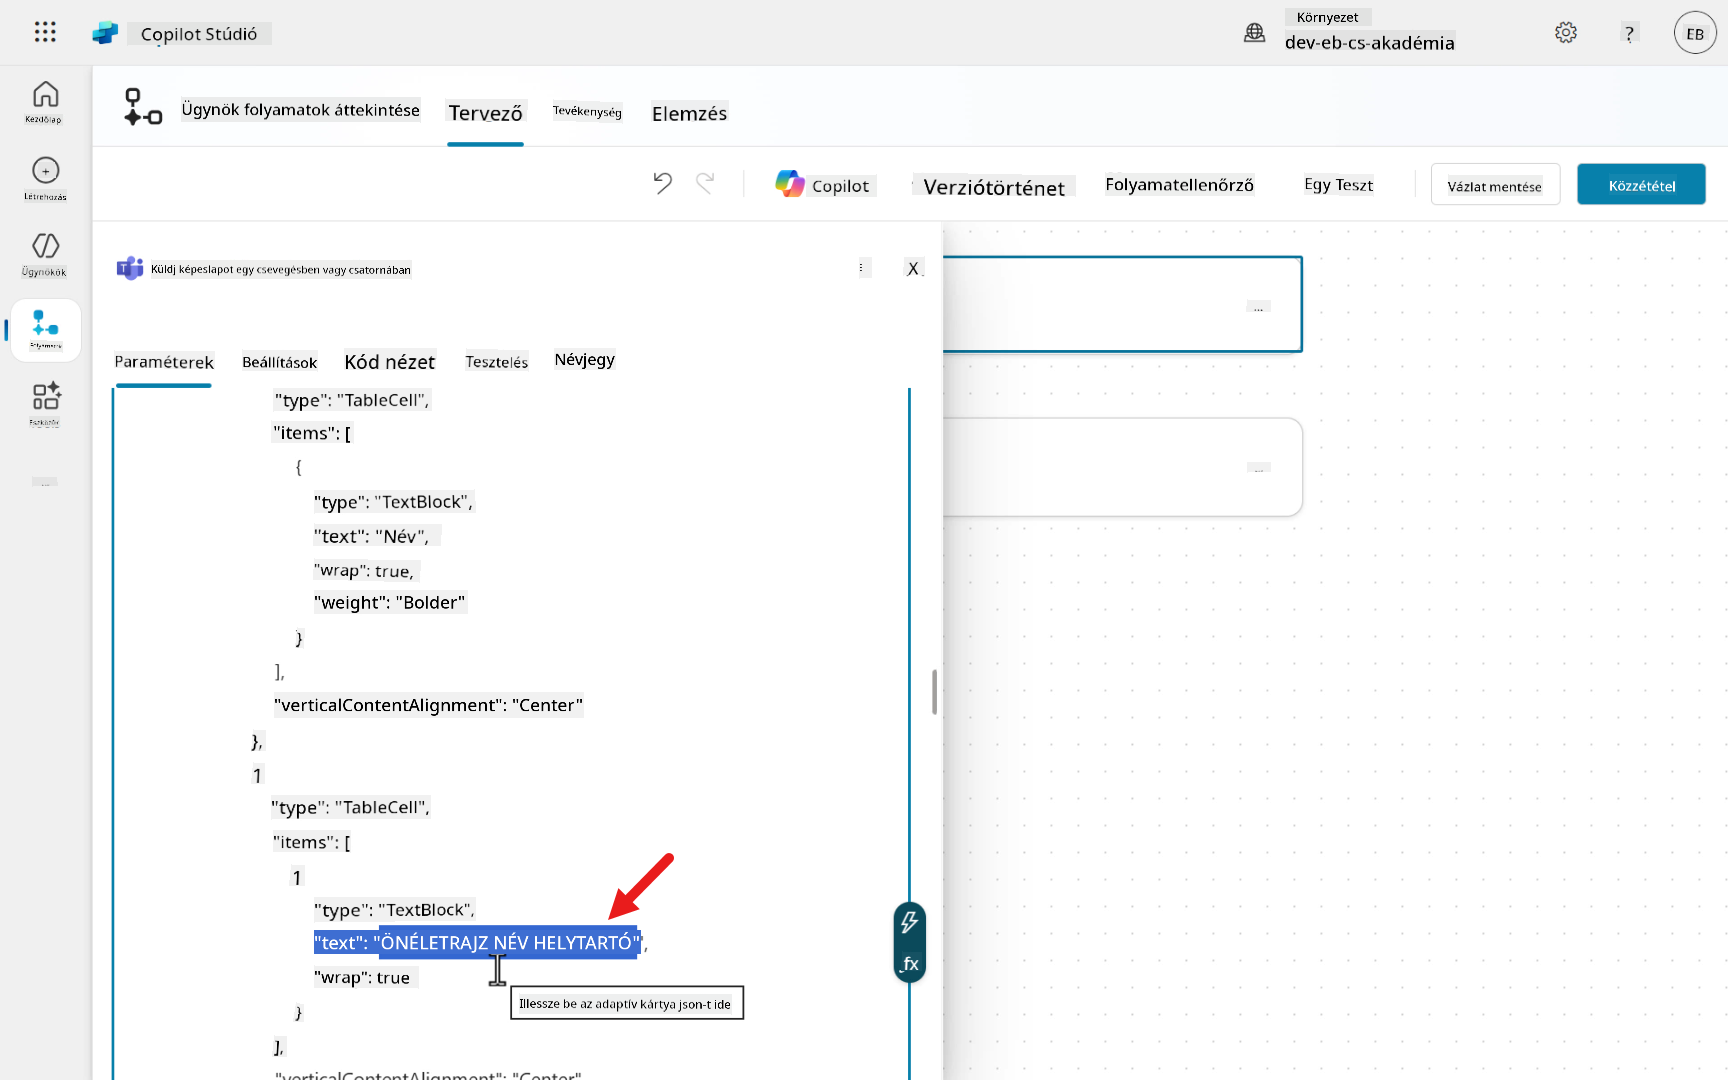 Copilot Stúdió
Környezet
dev-eb-cs-akadémia
?
EB
Kezdőlap
Létrehozás
Ügynökök
Folyamatok
Eszköztár
...
Ügynök folyamatok áttekintése
Tervező
Tevékenység
Elemzés
Copilot
Verziótörténet
Folyamatellenőrző
Egy Teszt
Vázlat mentése
Közzététel
Küldj képeslapot egy csevegésben vagy csatornában
X
Paraméterek
Beállítások
Kód nézet
Tesztelés
Névjegy
"type": "TableCell",
"items": [
{
"type": "TextBlock",
"text": "Név",
"wrap": true,
"weight": "Bolder"
}
],
"verticalContentAlignment": "Center"
},
1
"type": "TableCell",
"items": [
1
"type": "TextBlock",
"text": "ÖNÉLETRAJZ NÉV HELYTARTÓ",
"wrap": true
Illessze be az adaptív kártya json-t ide
}
],
"verticalContentAlignment": "Center"
fx
...
...